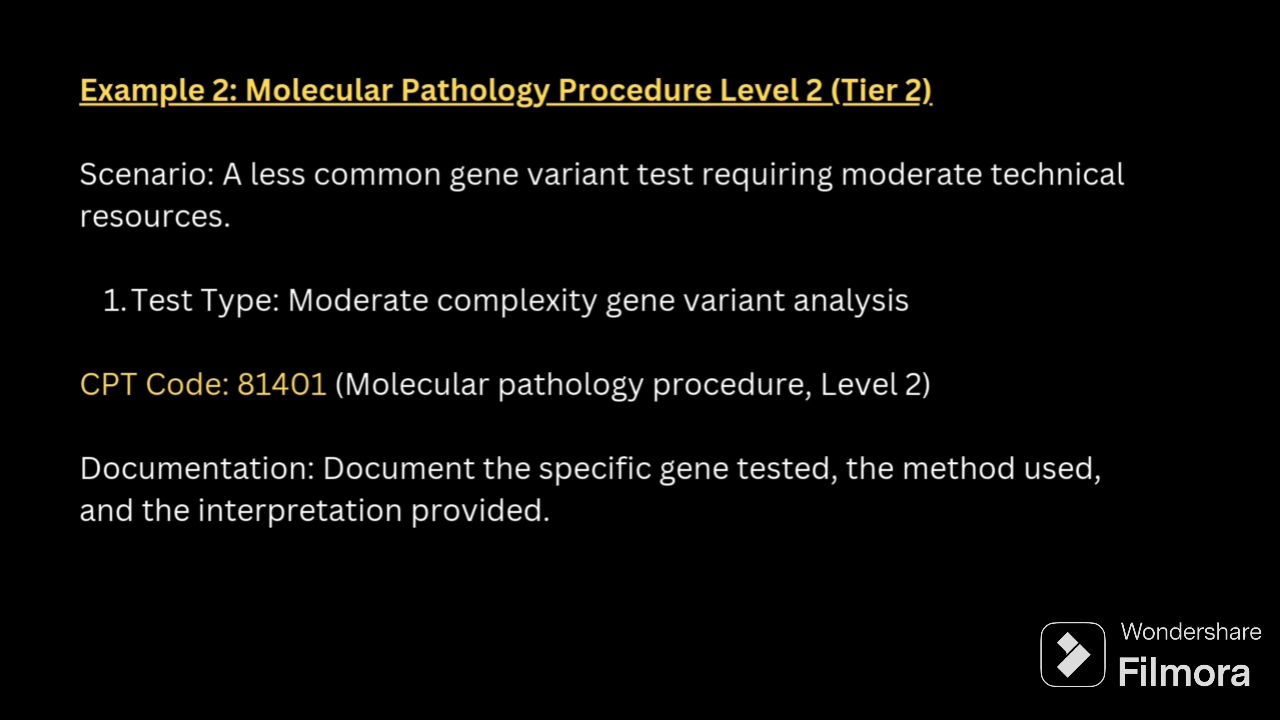 Example 2: Molecular Pathology Procedure Level 2 (Tier 2)
Scenario: A less common gene variant test requiring moderate technical
resources.
1. Test Type: Moderate complexity gene variant analysis
CPT Code: 81401 (Molecular pathology procedure, Level 2)
Documentation: Document the specific gene tested, the method used,
and the interpretation provided.
Wondershare
Filmora